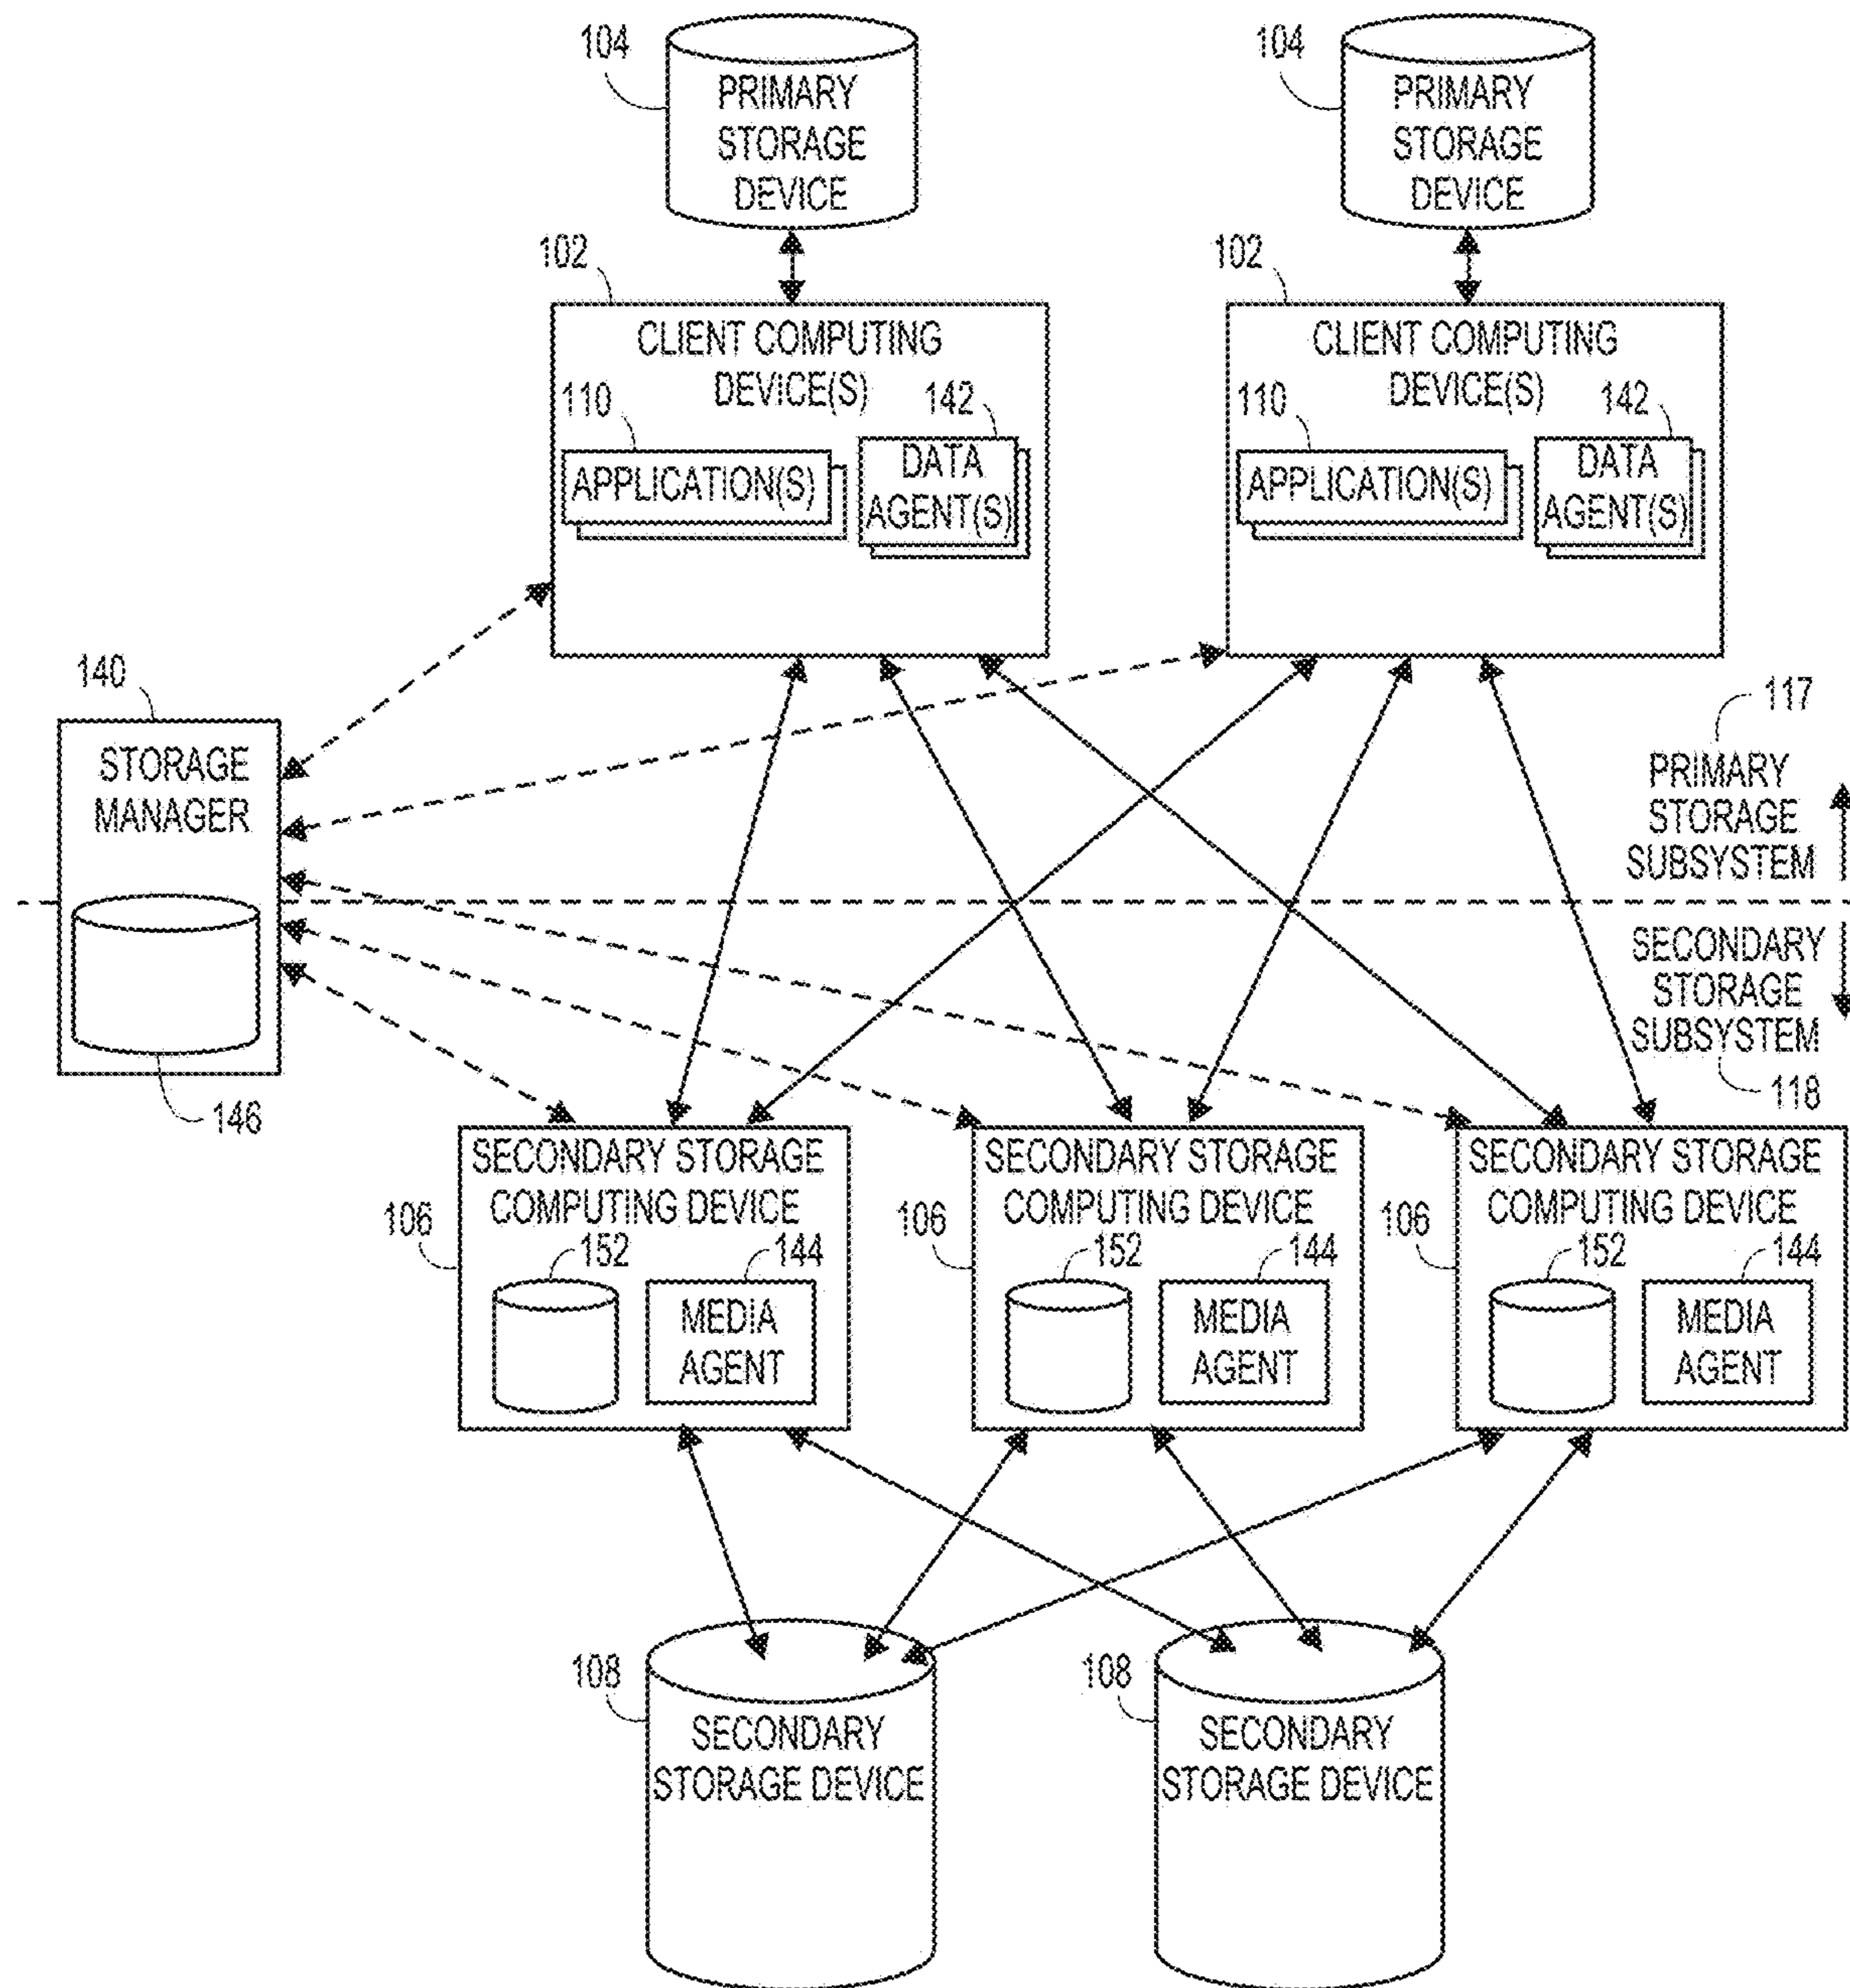 104
PRIMARY
STORAGE
DEVICE
104
PRIMARY
STORAGE
DEVICE
102
CLIENT COMPUTING
DEVICE(S)
110
142
APPLICATION(S)
DATA
AGENT(S)
102
CLIENT COMPUTING
DEVICE(S)
110
142
APPLICATION(S)
DATA
AGENT(S)
140
STORAGE
MANAGER
146
117
PRIMARY
STORAGE
SUBSYSTEM
SECONDARY
STORAGE
SUBSYSTEM
118
SECONDARY STORAGE
COMPUTING DEVICE
106
152
144
MEDIA
AGENT
SECONDARY STORAGE
COMPUTING DEVICE
106
152
144
MEDIA
AGENT
SECONDARY STORAGE
COMPUTING DEVICE
106
152
144
MEDIA
AGENT
108
SECONDARY
STORAGE DEVICE
108
SECONDARY
STORAGE DEVICE